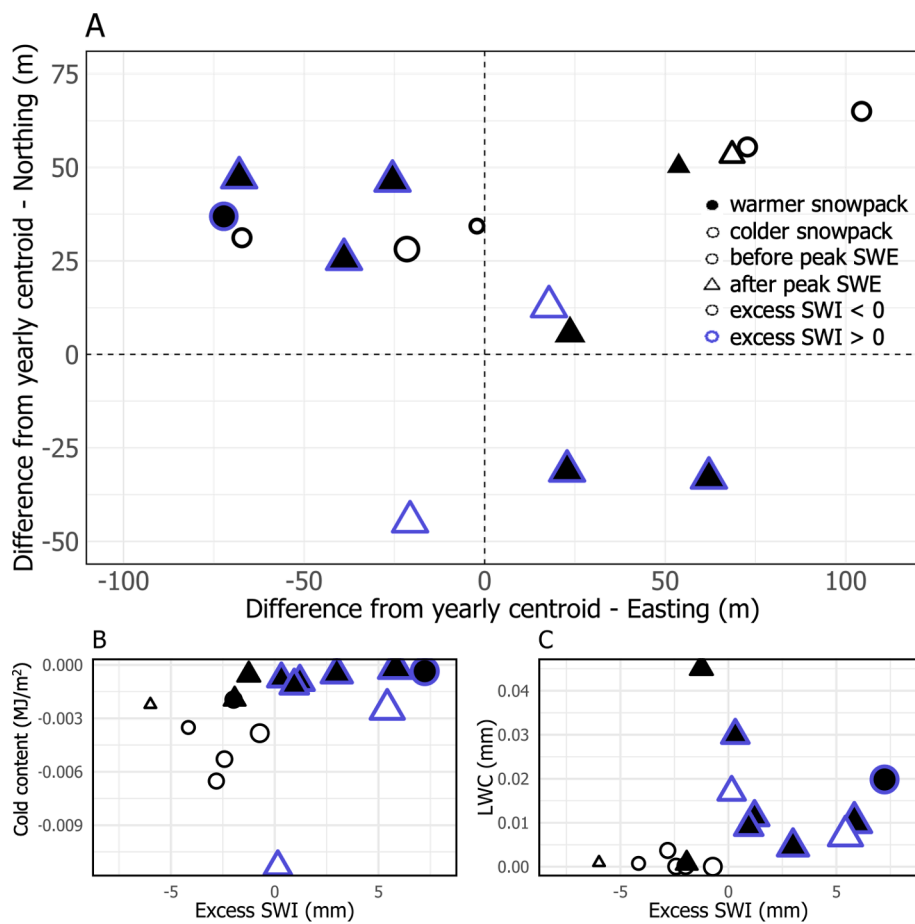 A
Difference from yearly centroid - Northing (m)
75
50
25
0
-25
-50
warmer snowpack
colder snowpack
before peak SWE
after peak SWE
excess SWI < 0
excess SWI > 0
-100
-50
0
50
100
Difference from yearly centroid - Easting (m)
B
Cold content (MJ/m²)
0.000
-0.003
-0.006
-0.009
-5
0
5
Excess SWI (mm)
C
LWC (mm)
0.04
0.03
0.02
0.01
0.00
-5
0
5
Excess SWI (mm)